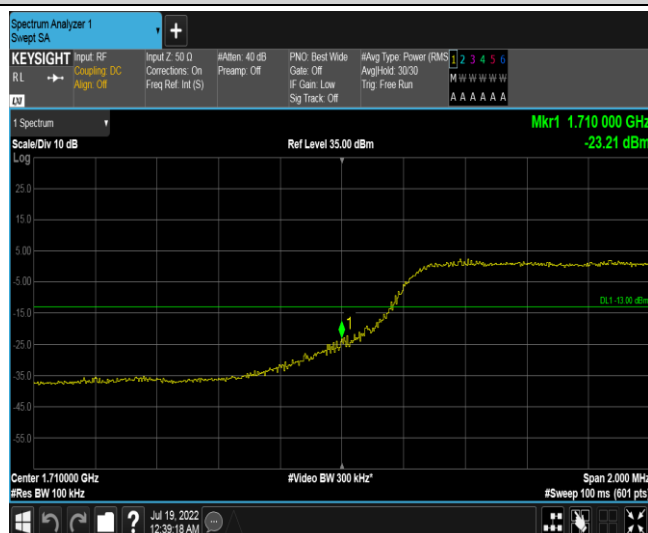 Spectrum Analyzer 1
Swept SA
+
KEYSIGHT
RL
LXI
Input: RF
Coupling: DC
Align: Off
Input Z: 50 Ω
Corrections: On
Freq Ref: Int (S)
#Atten: 40 dB
Preamp: Off
PNO: Best Wide
Gate: Off
IF Gain: Low
Sig Track: Off
#Avg Type: Power (RMS
Avg|Hold: 30/30
Trig: Free Run
1 2 3 4 5 6
M W W W W W
A A A A A A
1 Spectrum
Mkr1 1.710 000 GHz
Scale/Div 10 dB
Ref Level 35.00 dBm
-23.21 dBm
Log
25.0
15.0
5.00
-5.00
DL1 -13.00 dBm
-15.0
1
-25.0
-35.0
-45.0
-55.0
Center 1.710000 GHz
#Video BW 300 kHz*
Span 2.000 MHz
#Res BW 100 kHz
#Sweep 100 ms (601 pts)
?
Jul 19, 2022
12:39:18 AM